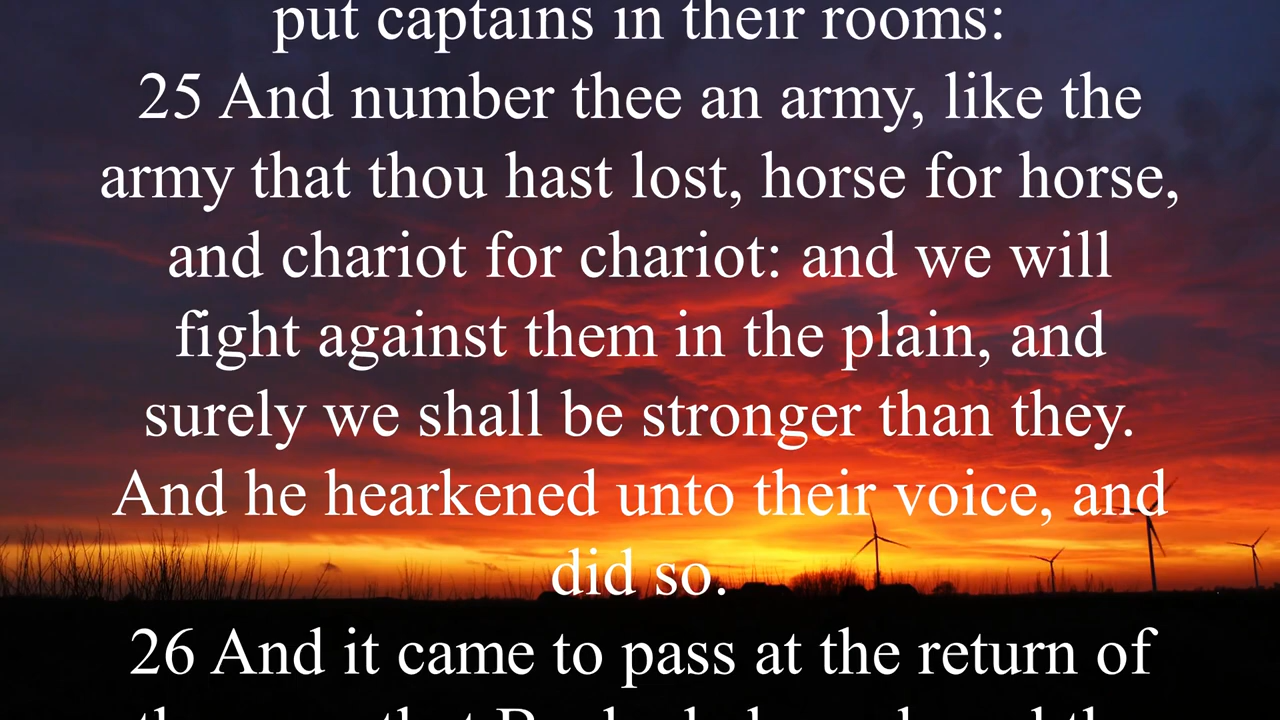 put captains in their rooms:
25 And number thee an army, like the
army that thou hast lost, horse for horse,
and chariot for chariot: and we will
fight against them in the plain, and
surely we shall be stronger than they.
And he hearkened unto their voice, and
did so.
26 And it came to pass at the return of